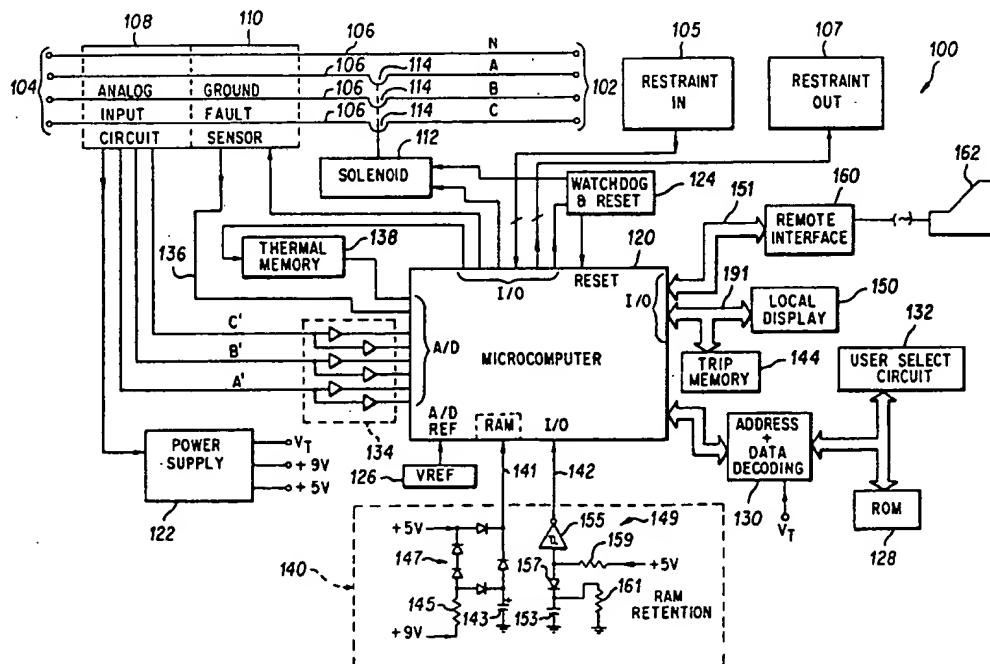 108
110
106
N
105
107
100
104
106
114
A
102
RESTRAINT
IN
RESTRAINT
OUT
ANALOG
GROUND
106
114
B
INPUT
FAULT
106
114
C
CIRCUIT
SENSOR
112
SOLENOID
WATCHDOG
& RESET
124
151
160
162
REMOTE
INTERFACE
136
THERMAL
MEMORY
138
120
I/O
RESET
191
I/O
150
LOCAL
DISPLAY
132
C'
A/D
MICROCOMPUTER
TRIP
MEMORY
144
USER SELECT
CIRCUIT
B'
A'
A/D
REF
RAM
I/O
ADDRESS
+
DATA
DECODING
134
POWER
SUPPLY
VT
+ 9V
+ 5V
126
VREF
141
142
130
ROM
122
VT
128
155
149
+5V
159
147
157
+5V
140
161
145
RAM
RETENTION
143
153
+9V